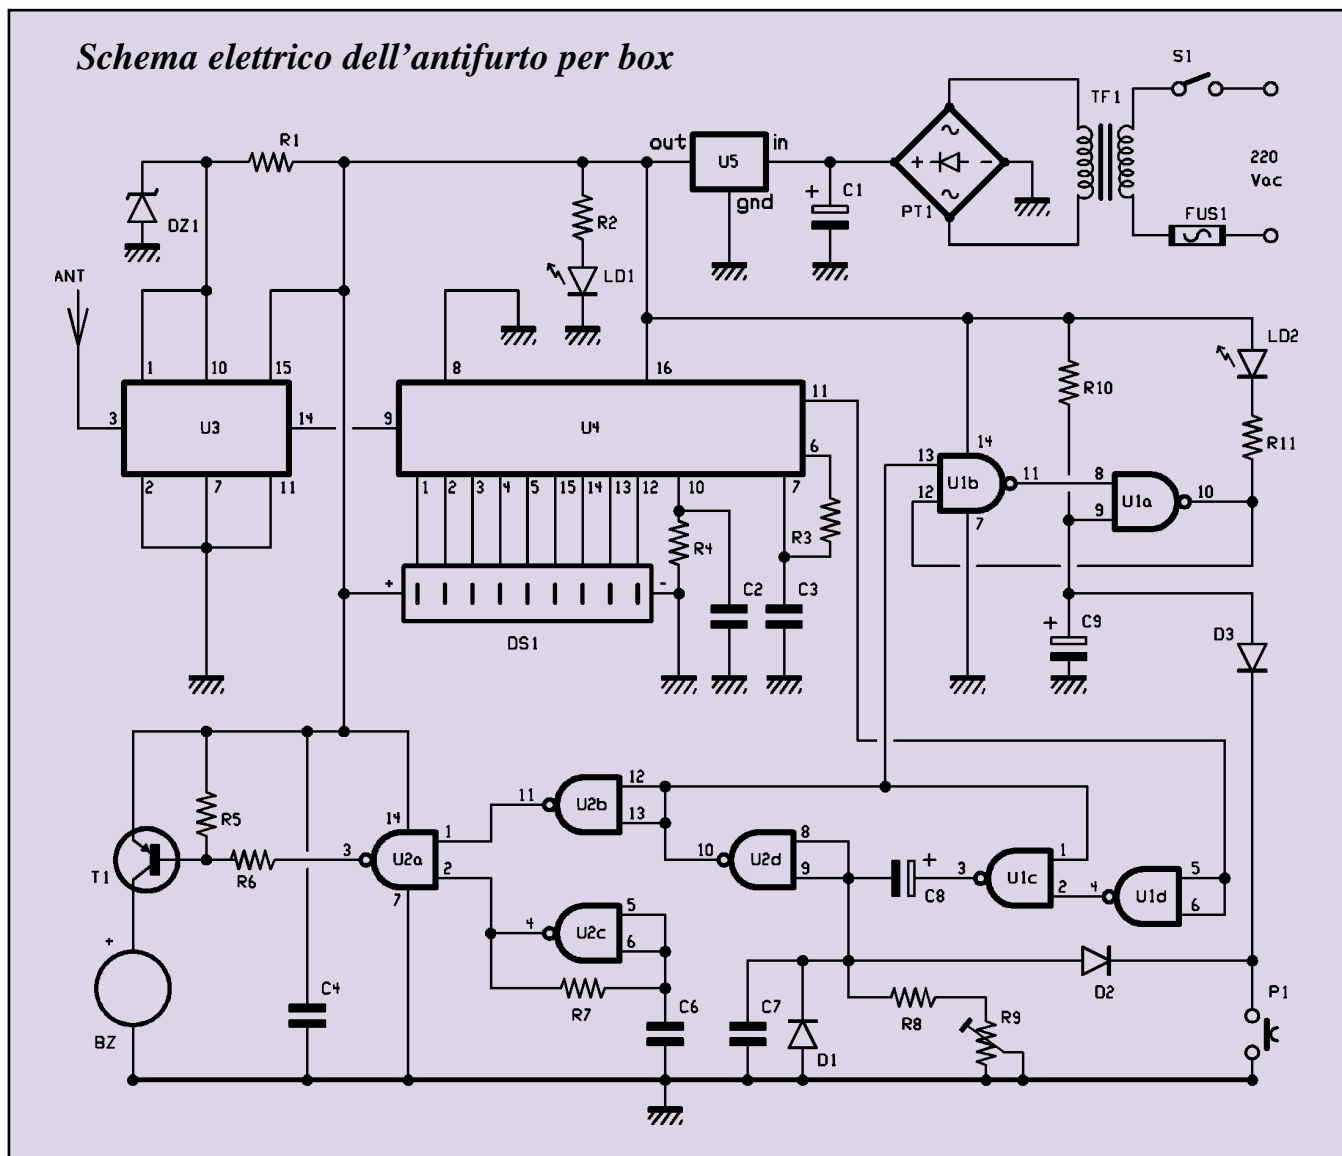 Schema elettrico dell'antifurto per box
S1
TF1
R1
out
U5
in
+
C1
+
-
PT1
gnd
220
Vac
FUS1
DZ1
R2
LD1
ANT
LD2
1
10
15
8
16
11
R10
3
U3
14
9
U4
6
14
R11
13
12
U1b
11
8
9
U1a
10
2
7
11
1
2
3
4
5
15
14
13
12
10
7
7
R4
R3
+
-
C2
C3
+
C9
D3
DS1
R5
14
11
U2b
12
13
T1
R6
3
U2a
1
2
10
U2d
8
9
+
C8
3
U1c
1
2
4
U1d
5
6
7
4
U2c
5
6
+
BZ
C4
R7
C6
C7
D1
R8
R9
D2
P1